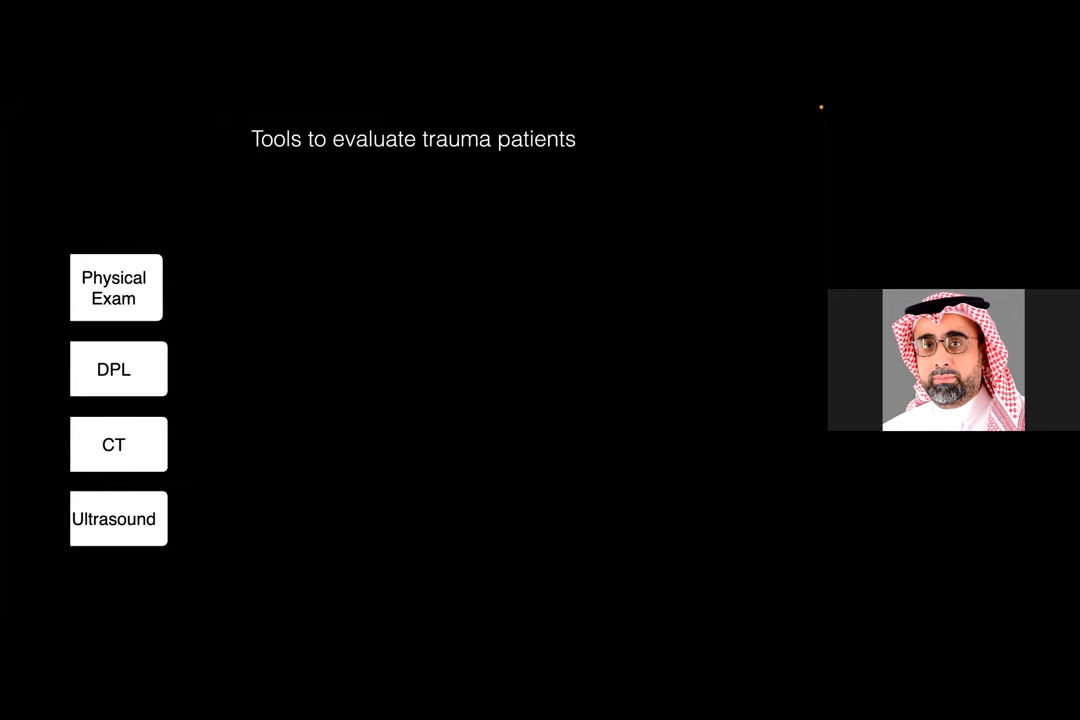 Tools to evaluate trauma patients
Physical
Exam
DPL
CT
Ultrasound